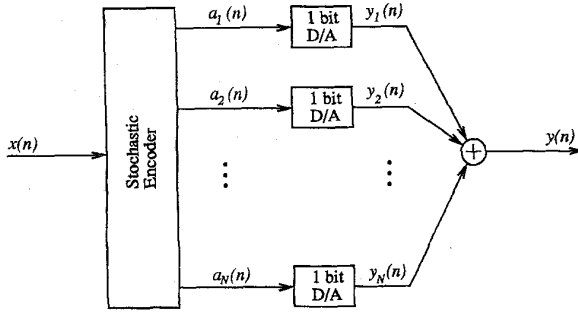 a1(n)
1 bit
D/A
y1(n)
a2(n)
1 bit
D/A
y2(n)
x(n)
Stochastic
Encoder
+
y(n)
aN(n)
1 bit
D/A
yN(n)